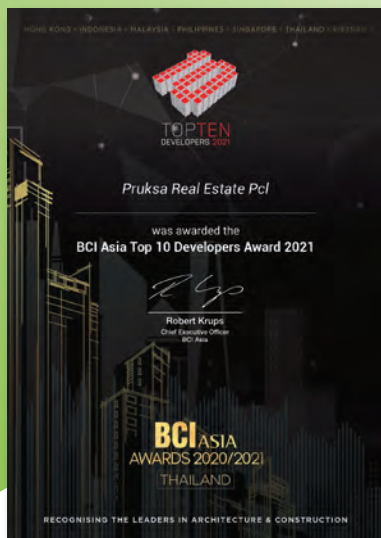 HONG KONG • INDONESIA • MALAYSIA • PHILIPPINES • SINGAPORE • THAILAND • VIETNAM
TOPTEN
DEVELOPERS 2021
Pruksa Real Estate Pcl
was awarded the
BCI Asia Top 10 Developers Award 2021
Robert Krups
Chief Executive Officer
BCI Asia
BCI ASIA
AWARDS 2020/2021
THAILAND
RECOGNISING THE LEADERS IN ARCHITECTURE & CONSTRUCTION